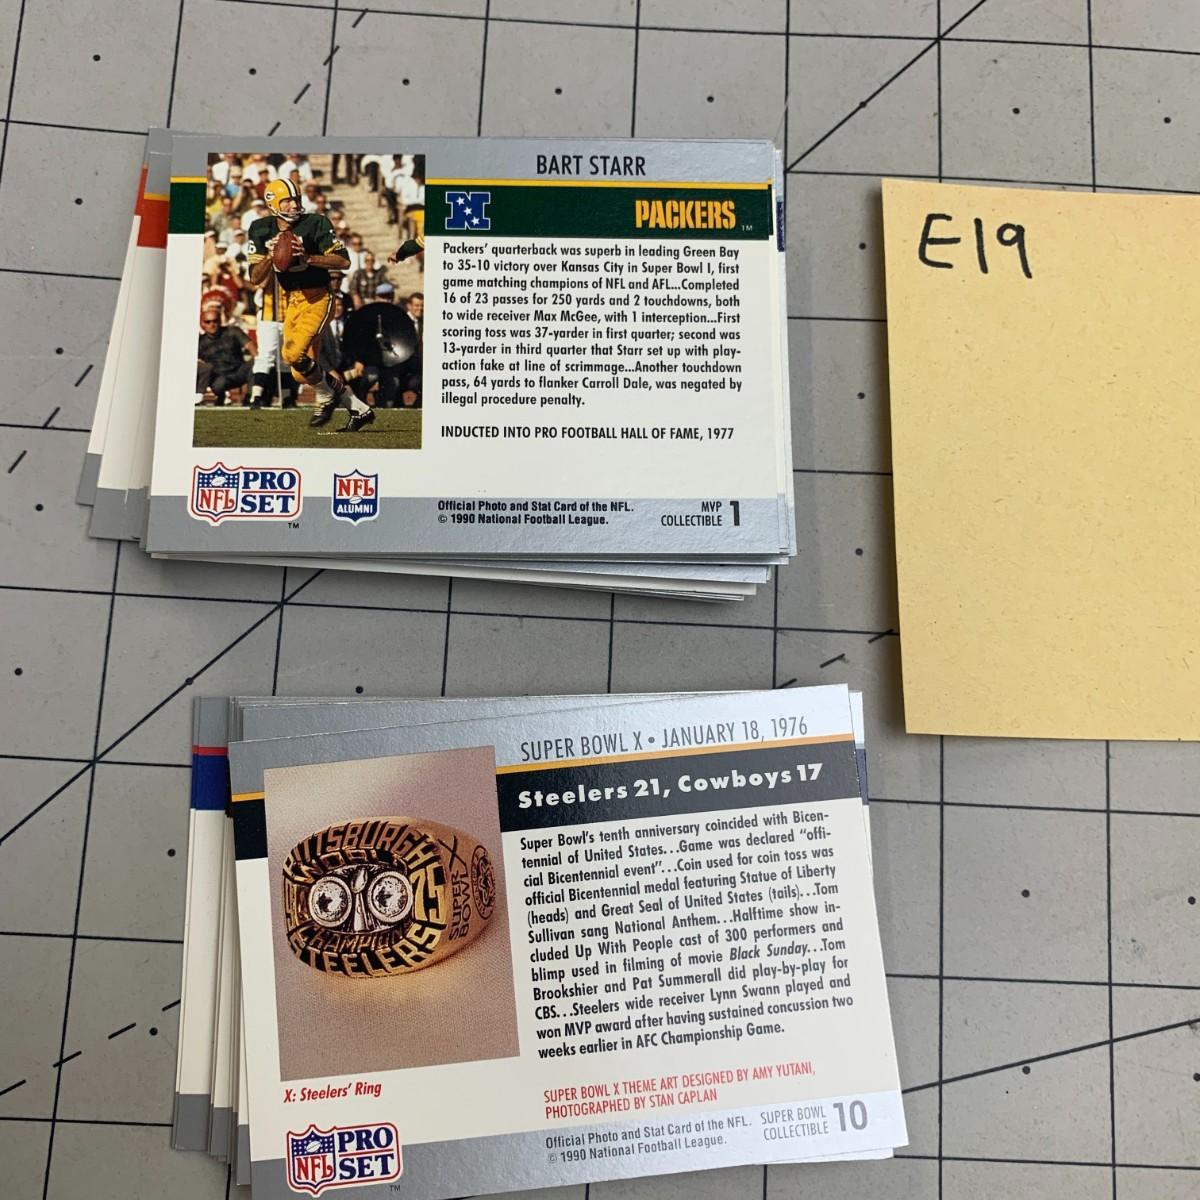 BART STARR
PACKERS™
Packers' quarterback was superb in leading Green Bay
to 35-10 victory over Kansas City in Super Bowl I, first
game matching champions of NFL and AFL...Completed
16 of 23 passes for 250 yards and 2 touchdowns, both
to wide receiver Max McGee, with 1 interception...First
scoring toss was 37-yarder in first quarter; second was
13-yarder in third quarter that Starr set up with play-
action fake at line of scrimmage...Another touchdown
pass, 64 yards to flanker Carroll Dale, was negated by
illegal procedure penalty.
INDUCTED INTO PRO FOOTBALL HALL OF FAME, 1977
NFL PRO SET™
NFL ALUMNI
Official Photo and Stat Card of the NFL.
© 1990 National Football League.
MVP
COLLECTIBLE 1
E19
SUPER BOWL X • JANUARY 18, 1976
Steelers 21, Cowboys 17
Super Bowl's tenth anniversary coincided with Bicen-
tennial of United States...Game was declared "offi-
cial Bicentennial event"...Coin used for coin toss was
official Bicentennial medal featuring Statue of Liberty
(heads) and Great Seal of United States (tails)...Tom
Sullivan sang National Anthem...Halftime show in-
cluded Up With People cast of 300 performers and
blimp used in filming of movie Black Sunday...Tom
Brookshier and Pat Summerall did play-by-play for
CBS...Steelers wide receiver Lynn Swann played and
won MVP award after having sustained concussion two
weeks earlier in AFC Championship Game.
PITTSBURGH
WORLD
CHAMPIONS
STEELERS
75
SUPER
BOWL
X
X: Steelers' Ring
SUPER BOWL X THEME ART DESIGNED BY AMY YUTANI,
PHOTOGRAPHED BY STAN CAPLAN
NFL PRO SET™
Official Photo and Stat Card of the NFL.
© 1990 National Football League.
SUPER BOWL
COLLECTIBLE 10